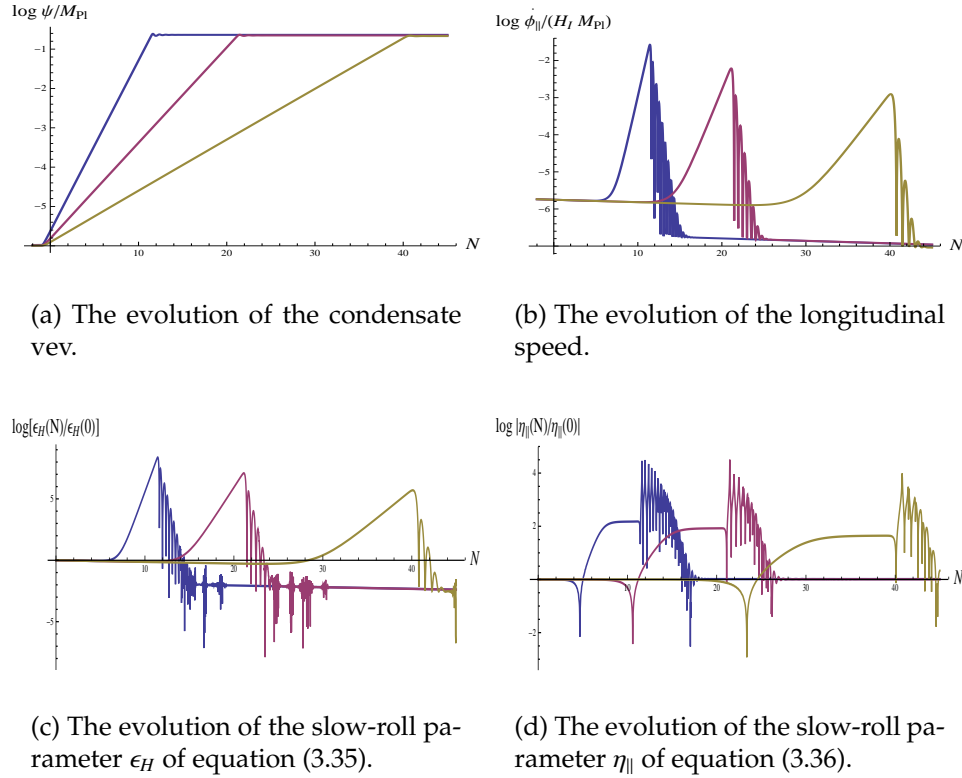 log ψ/M_Pl
-1
-2
-3
-4
-5
10 20 30 40 N
(a) The evolution of the condensate
vev.
log ϕ̇_∥/(H_I M_Pl)
-2
-3
-4
-5
-6
10 20 30 40 N
(b) The evolution of the longitudinal
speed.
log[ϵ_H(N)/ϵ_H(0)]
5
10 20 30 40 N
-5
(c) The evolution of the slow-roll pa-
rameter ϵ_H of equation (3.35).
log |η_∥(N)/η_∥(0)|
4
2
10 20 30 40 N
-2
(d) The evolution of the slow-roll pa-
rameter η_∥ of equation (3.36).